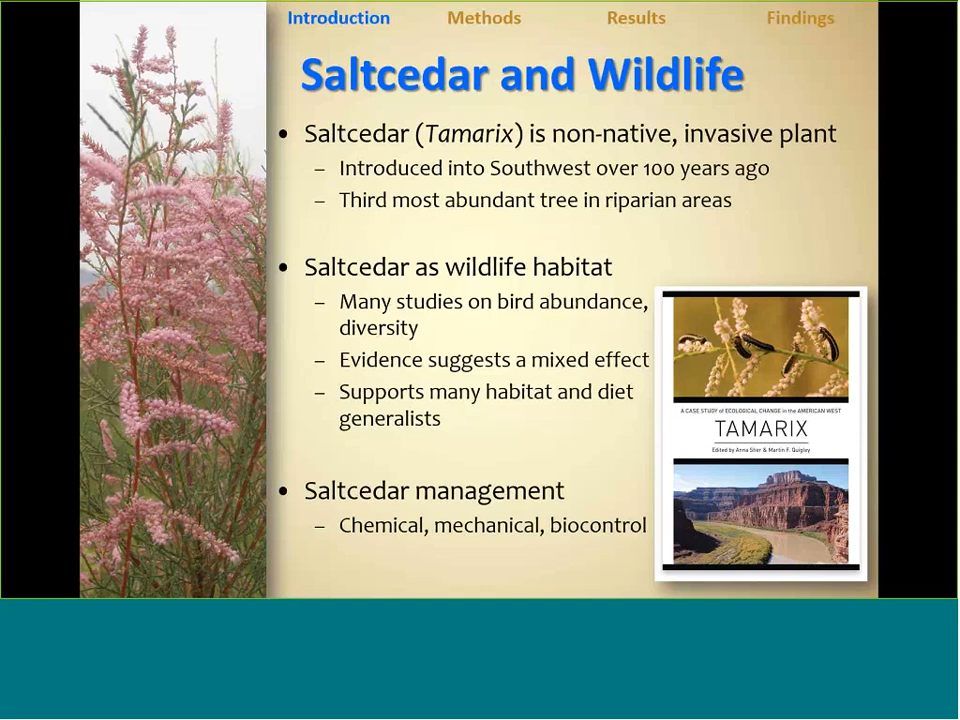 Introduction Methods Results Findings
Saltcedar and Wildlife
• Saltcedar (Tamarix) is non-native, invasive plant
– Introduced into Southwest over 100 years ago
– Third most abundant tree in riparian areas
• Saltcedar as wildlife habitat
– Many studies on bird abundance,
diversity
– Evidence suggests a mixed effect
– Supports many habitat and diet
generalists
• Saltcedar management
– Chemical, mechanical, biocontrol
A CASE STUDY of ECOLOGICAL CHANGE in the AMERICAN WEST
TAMARIX
Edited by Anna Sher & Martin F. Quigley